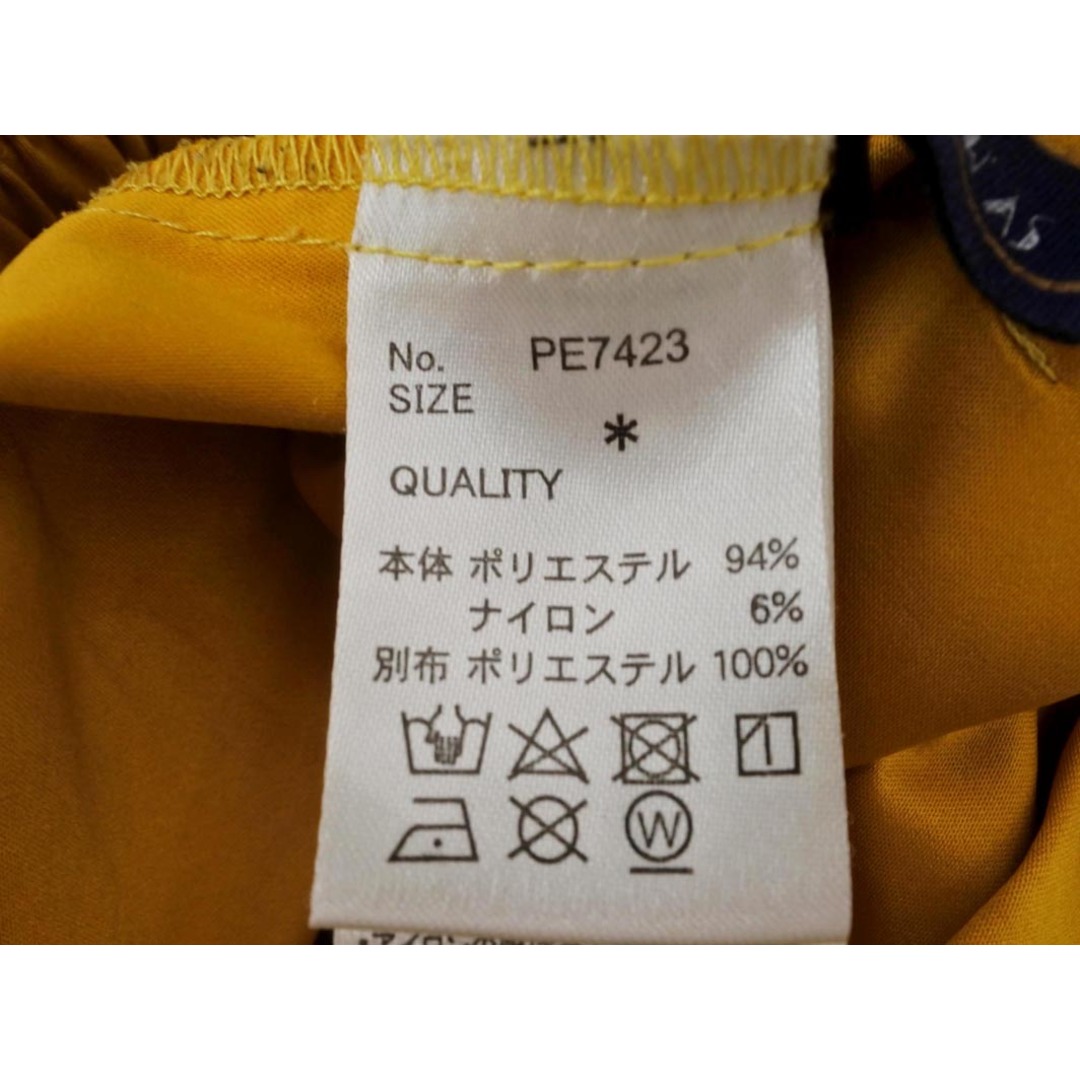 No. PE7423
SIZE
*
QUALITY
本体 ポリエステル 94%
ナイロン 6%
別布 ポリエステル 100%
W